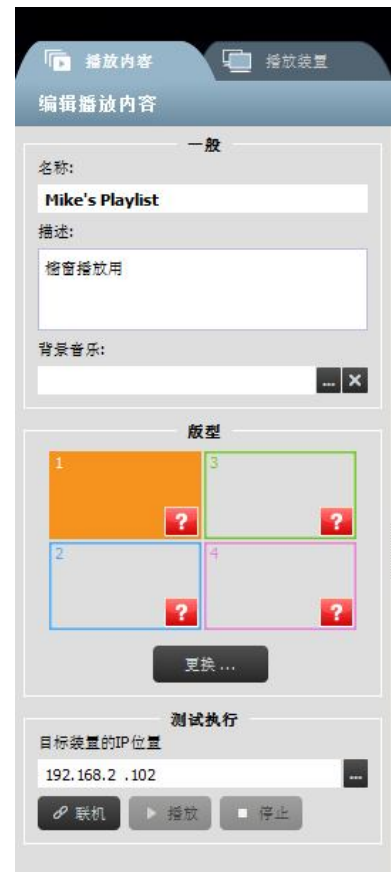 播放内容
播放装置
编辑播放内容
一般
名称:
Mike's Playlist
描述:
橱窗播放用
背景音乐:
...
版型
1
3
?
?
2
4
?
?
更换 ...
测试执行
目标装置的IP位置
192.168.2 .102
...
联机
播放
停止